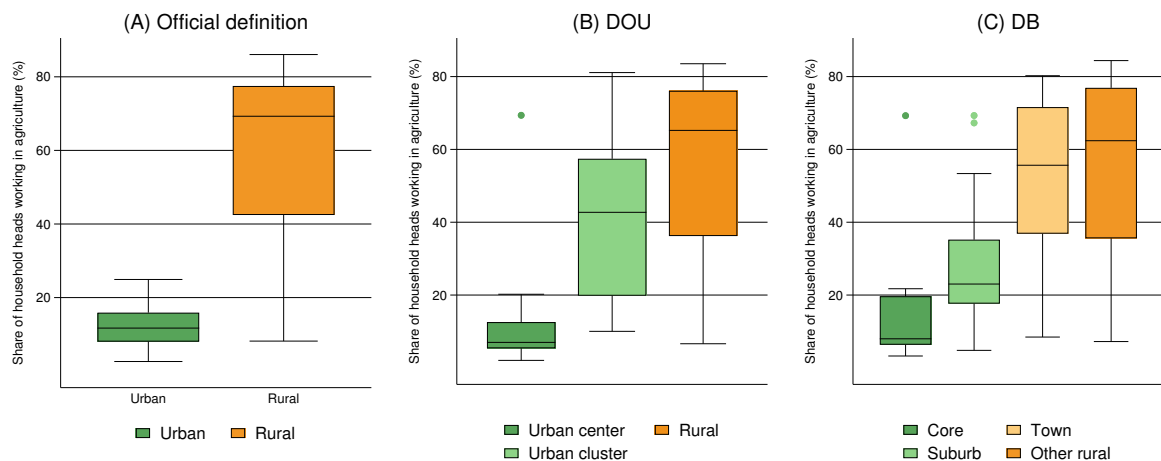 (A) Official definition
Share of household heads working in agriculture (%)
80
60
40
20
Urban
Rural
Urban
Rural
(B) DOU
Share of household heads working in agriculture (%)
80
60
40
20
Urban center
Rural
Urban cluster
(C) DB
Share of household heads working in agriculture (%)
80
60
40
20
Core
Town
Suburb
Other rural